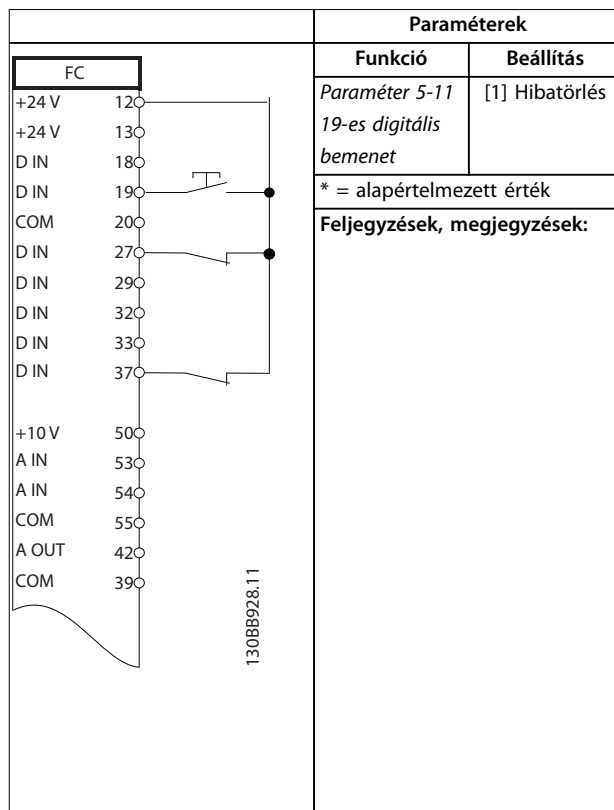 Paraméterek
Funkció Beállítás
Paraméter 5-11 [1] Hibatörlés
19-es digitális
bemenet
* = alapértelmezett érték
Feljegyzések, megjegyzések:
FC
+24 V 12
+24 V 13
D IN 18
D IN 19
COM 20
D IN 27
D IN 29
D IN 32
D IN 33
D IN 37
+10 V 50
A IN 53
A IN 54
COM 55
A OUT 42
COM 39
130BB928.11